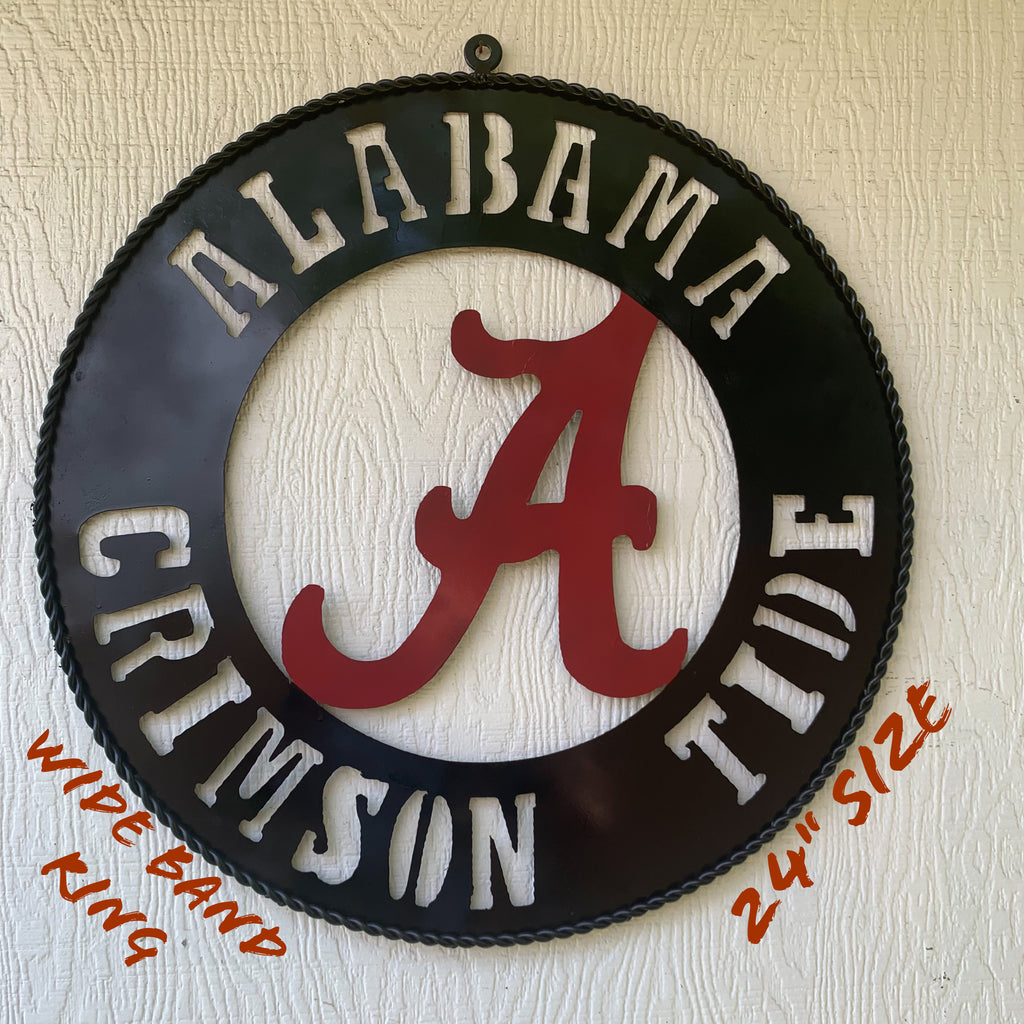 ALABAMA
A
CRIMSON TIDE
WIDE BAND
RING
24" SIZE